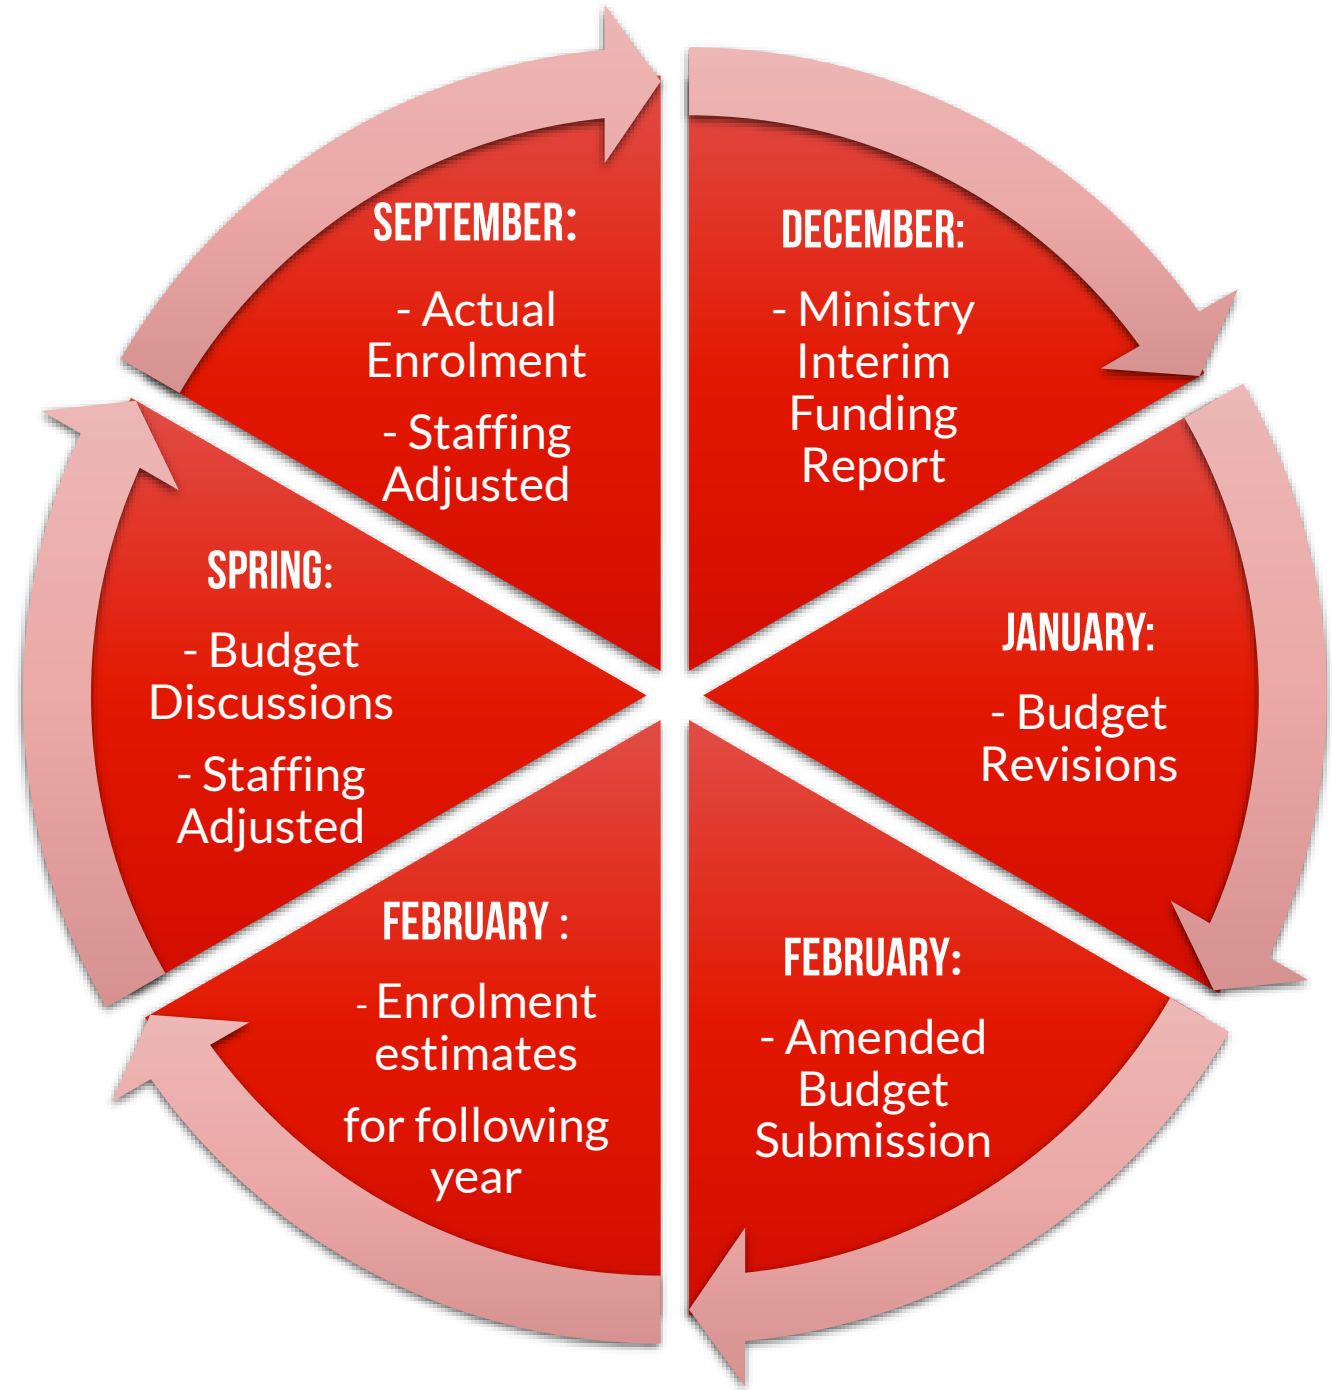 SEPTEMBER:
- Actual
Enrolment
- Staffing
Adjusted
DECEMBER:
- Ministry
Interim
Funding
Report
JANUARY:
- Budget
Revisions
FEBRUARY:
- Amended
Budget
Submission
FEBRUARY :
- Enrolment
estimates
for following
year
SPRING:
- Budget
Discussions
- Staffing
Adjusted